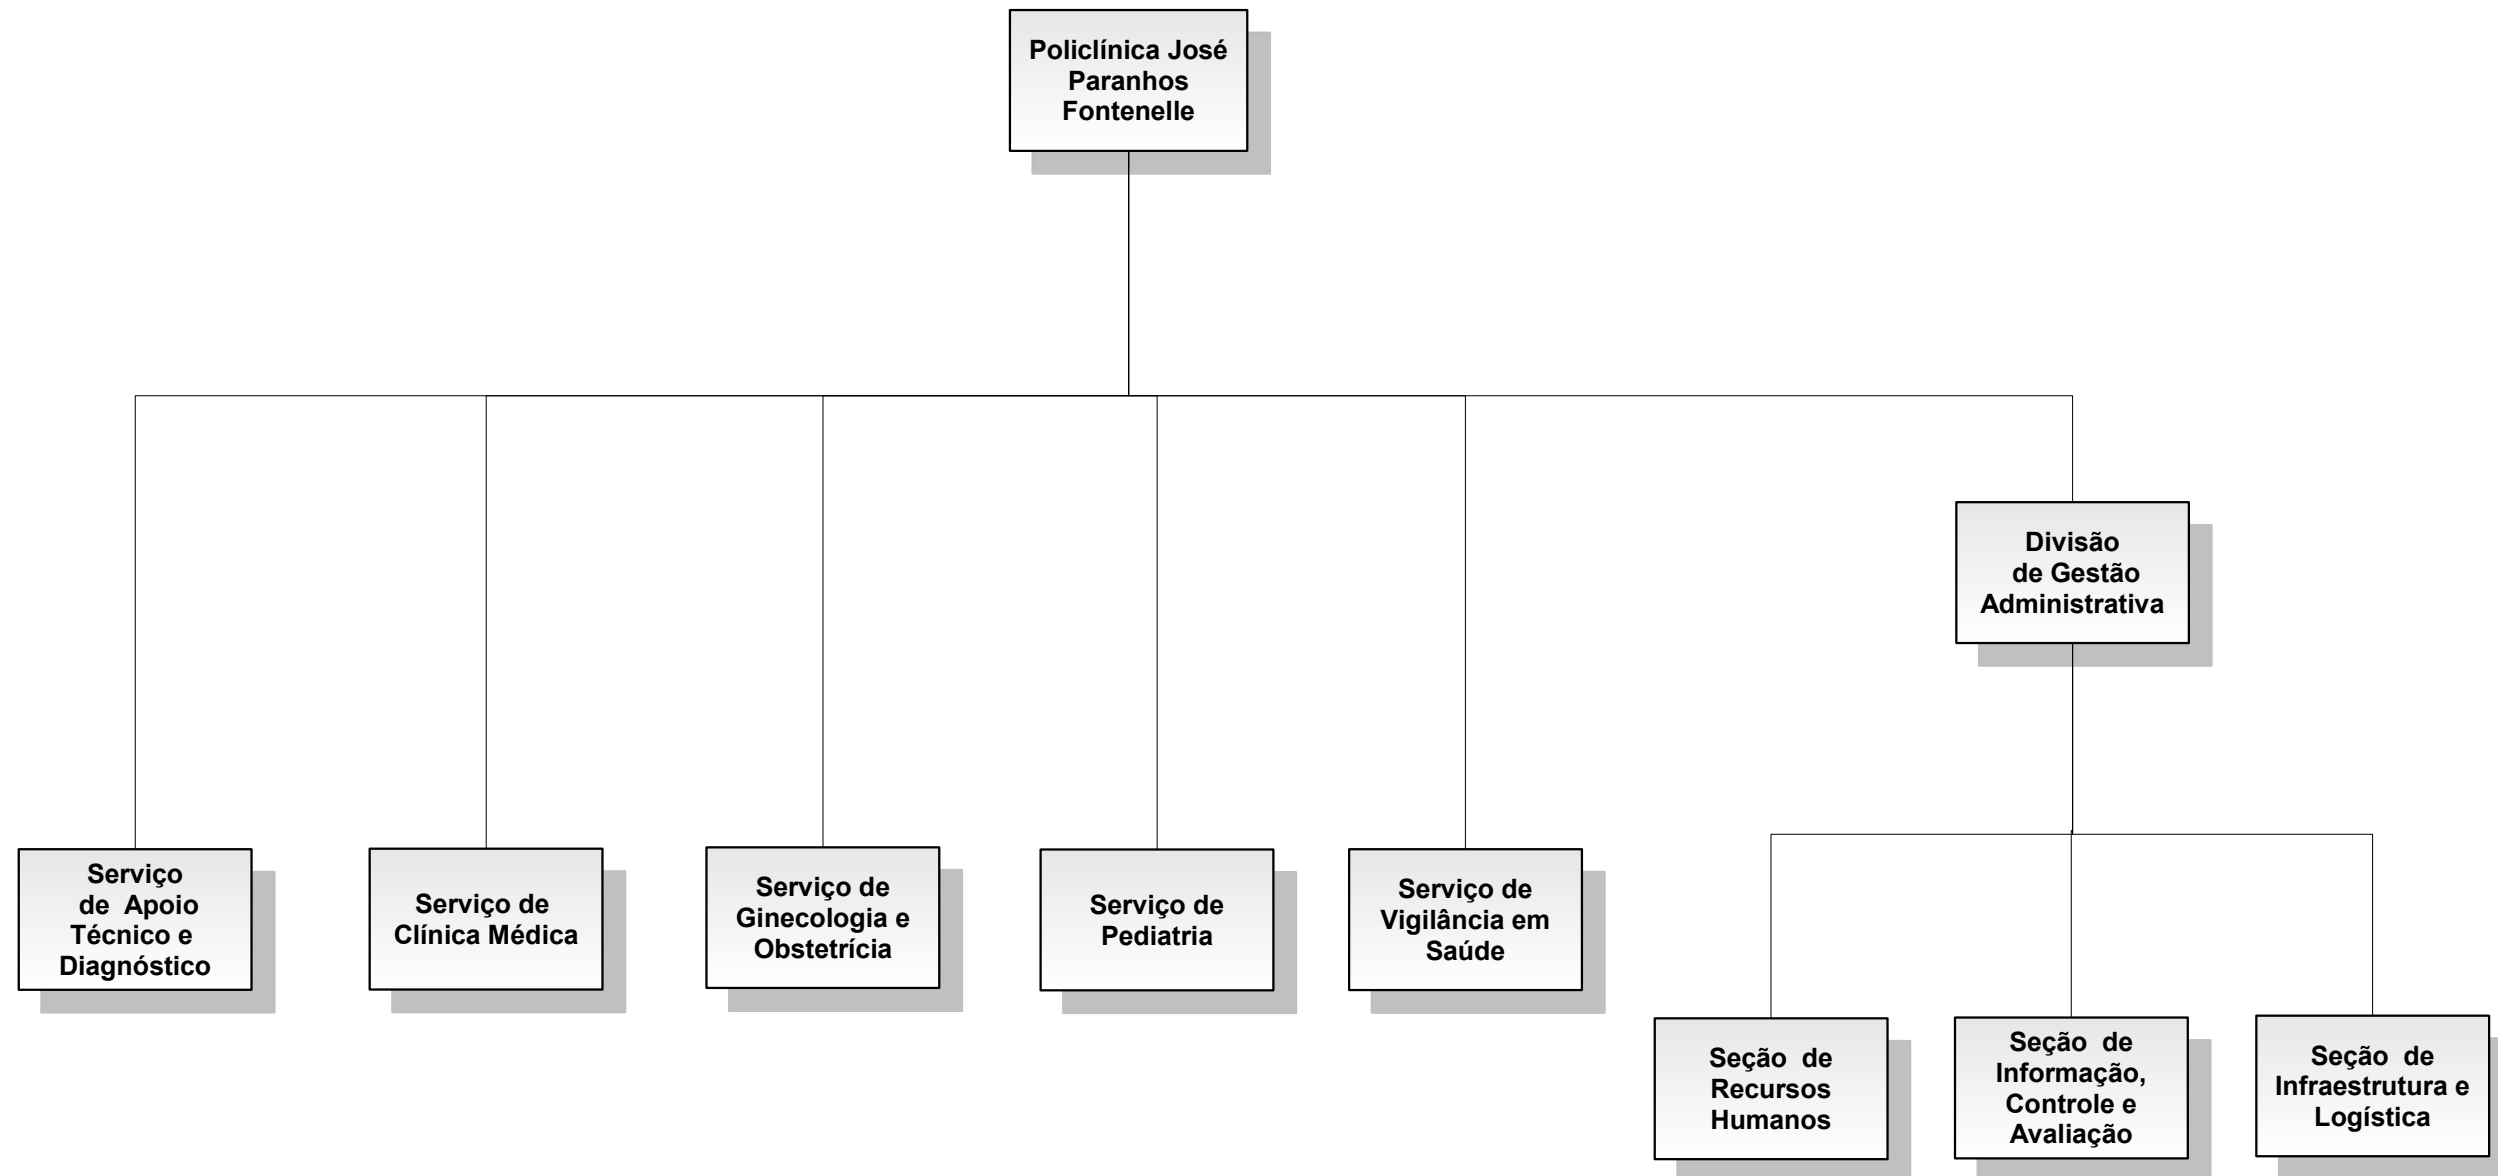 Policlínica José
Paranhos
Fontenelle
Divisão
de Gestão
Administrativa
Serviço
de Apoio
Técnico e
Diagnóstico
Serviço de
Clínica Médica
Serviço de
Ginecologia e
Obstetrícia
Serviço de
Pediatria
Serviço de
Vigilância em
Saúde
Seção de
Recursos
Humanos
Seção de
Informação,
Controle e
Avaliação
Seção de
Infraestrutura e
Logística